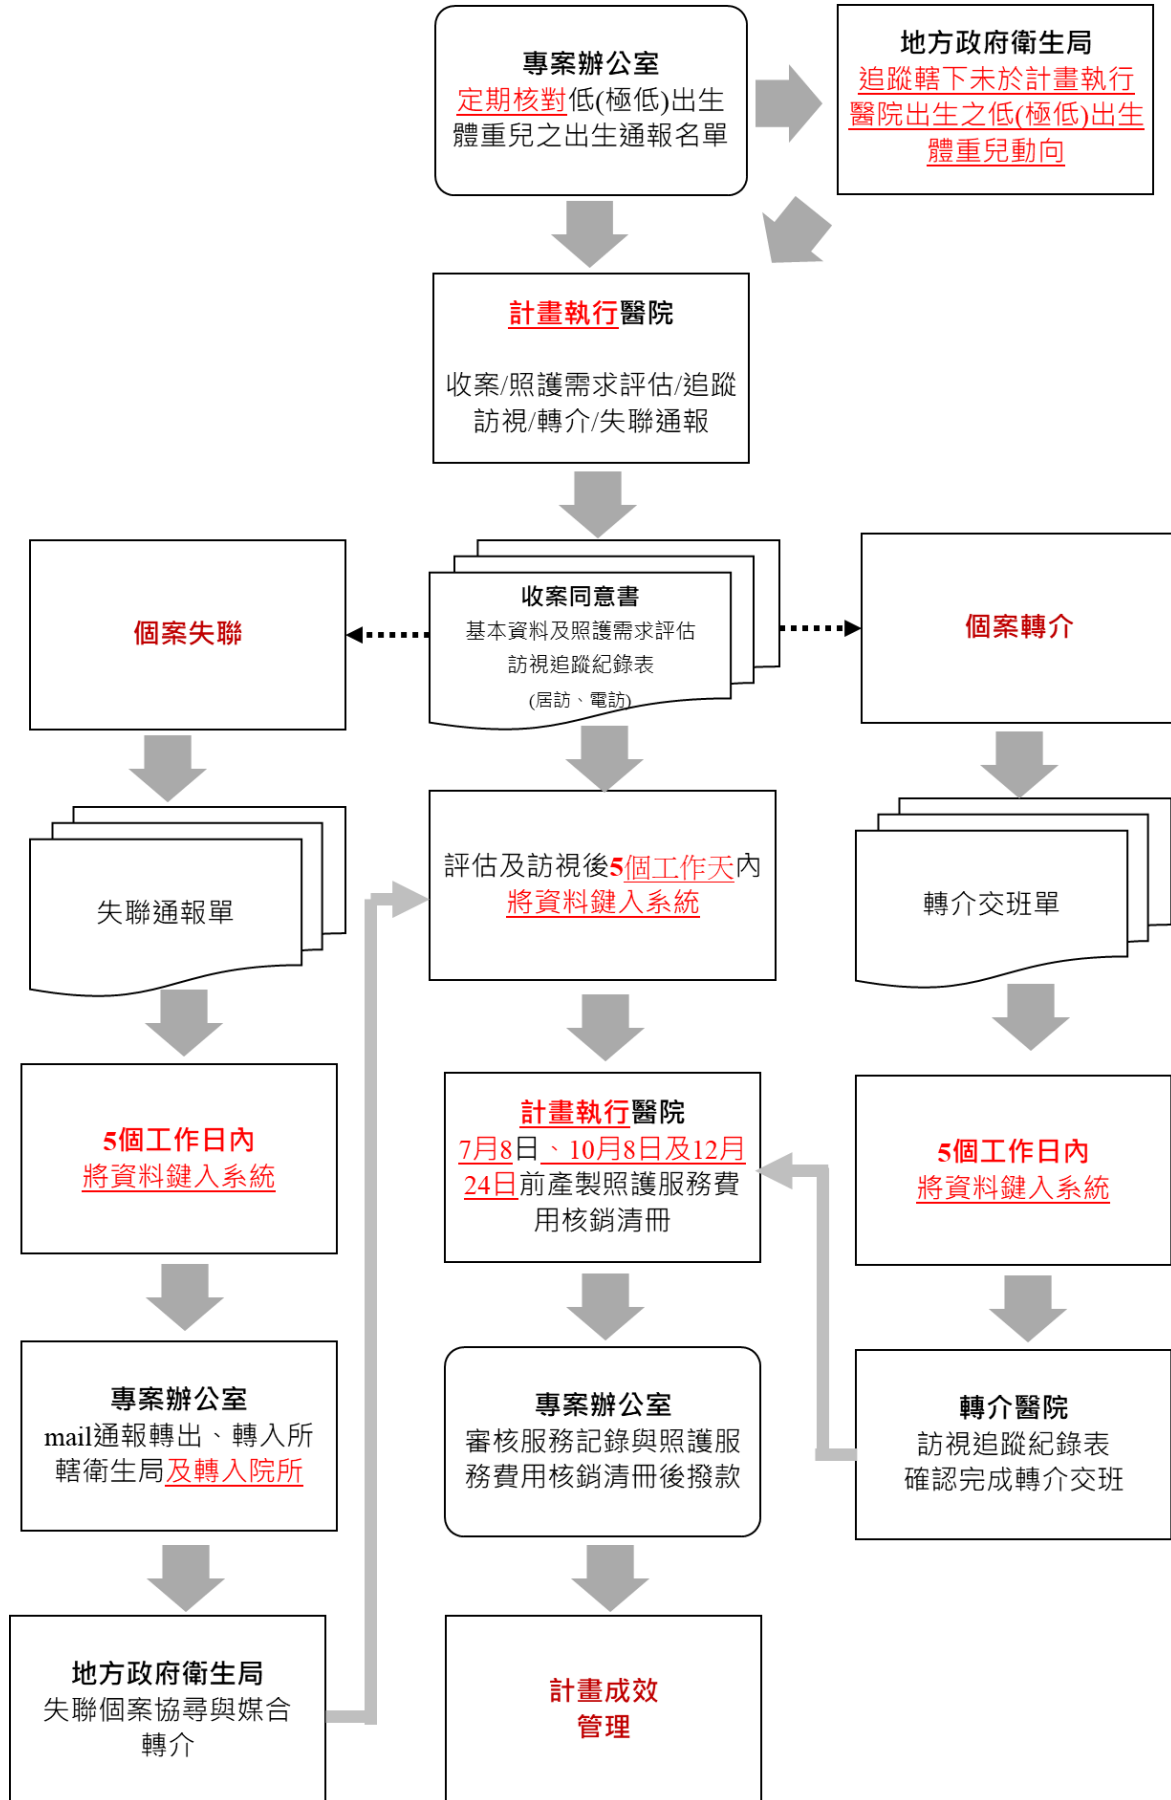 專案辦公室
定期核對低(極低)出生
體重兒之出生通報名單
地方政府衛生局
追蹤轄下未於計畫執行
醫院出生之低(極低)出生
體重兒動向
計畫執行醫院
收案/照護需求評估/追蹤
訪視/轉介/失聯通報
個案失聯
收案同意書
基本資料及照護需求評估
訪視追蹤紀錄表
(居訪、電訪)
個案轉介
失聯通報單
評估及訪視後5個工作天內
將資料鍵入系統
轉介交班單
5個工作日內
將資料鍵入系統
計畫執行醫院
7月8日、10月8日及12月
24日前產製照護服務費
用核銷清冊
5個工作日內
將資料鍵入系統
專案辦公室
mail通報轉出、轉入所
轄衛生局及轉入院所
專案辦公室
審核服務記錄與照護服
務費用核銷清冊後撥款
轉介醫院
訪視追蹤紀錄表
確認完成轉介交班
地方政府衛生局
失聯個案協尋與媒合
轉介
計畫成效
管理